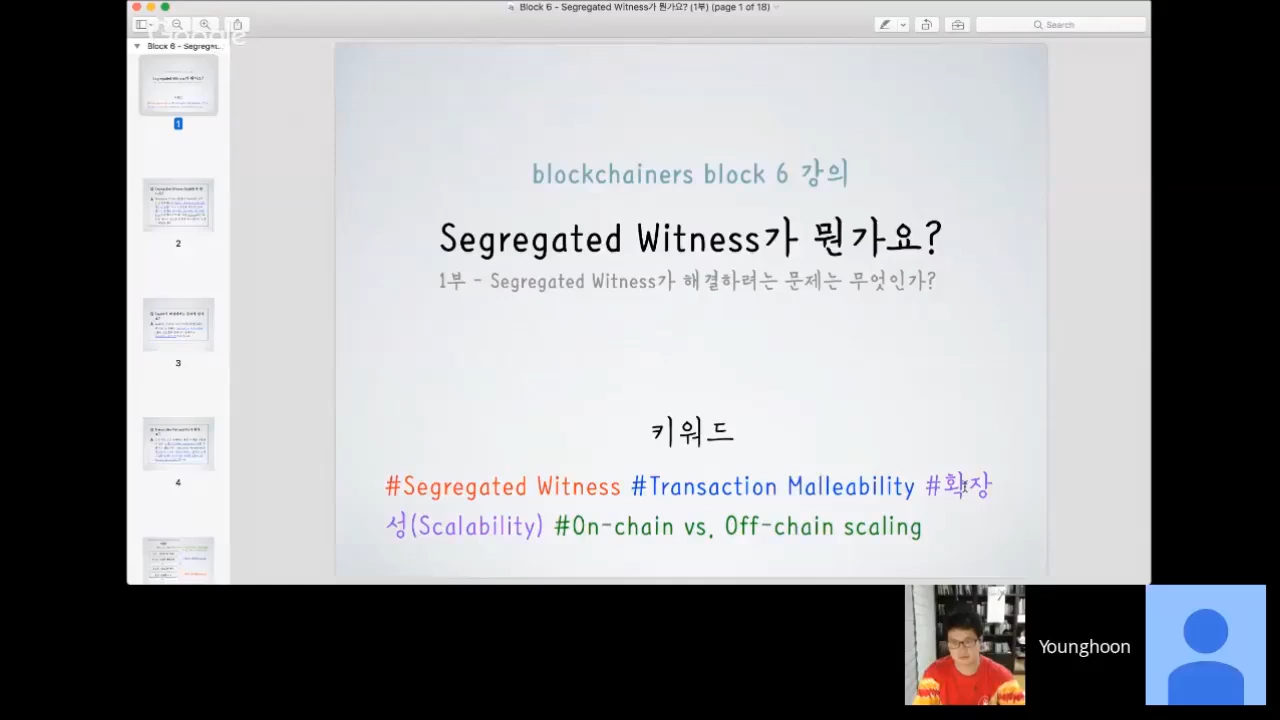 Block 6 - Segregated Witness가 뭔가요? (1부) (page 1 of 18)
Google
Search
Block 6 - Segrega...
1
2
3
4
blockchainers block 6 강의
Segregated Witness가 뭔가요?
1부 - Segregated Witness가 해결하려는 문제는 무엇인가?
키워드
#Segregated Witness #Transaction Malleability #확장
성(Scalability) #On-chain vs. Off-chain scaling
Younghoon